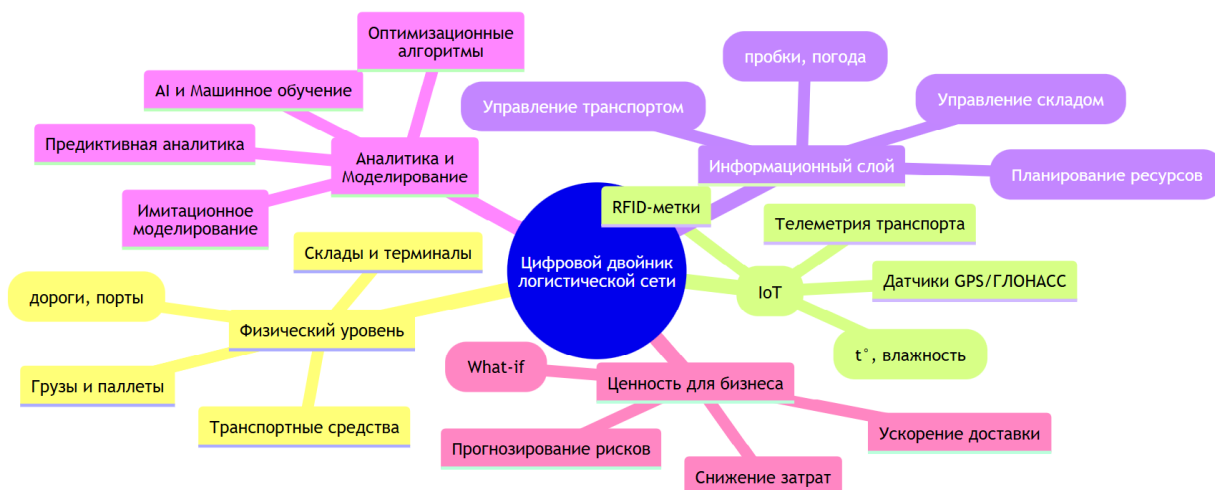 Оптимизационные
алгоритмы
AI и Машинное обучение
Предиктивная аналитика
Аналитика и
Моделирование
Имитационное
моделирование
пробки, погода
Управление транспортом
Управление складом
Информационный слой
Планирование ресурсов
Цифровой двойник
логистической сети
RFID-метки
Телеметрия транспорта
IoT
Датчики GPS/ГЛОНАСС
t°, влажность
Склады и терминалы
дороги, порты
Физический уровень
Грузы и паллеты
Транспортные средства
What-if
Ценность для бизнеса
Прогнозирование рисков
Снижение затрат
Ускорение доставки